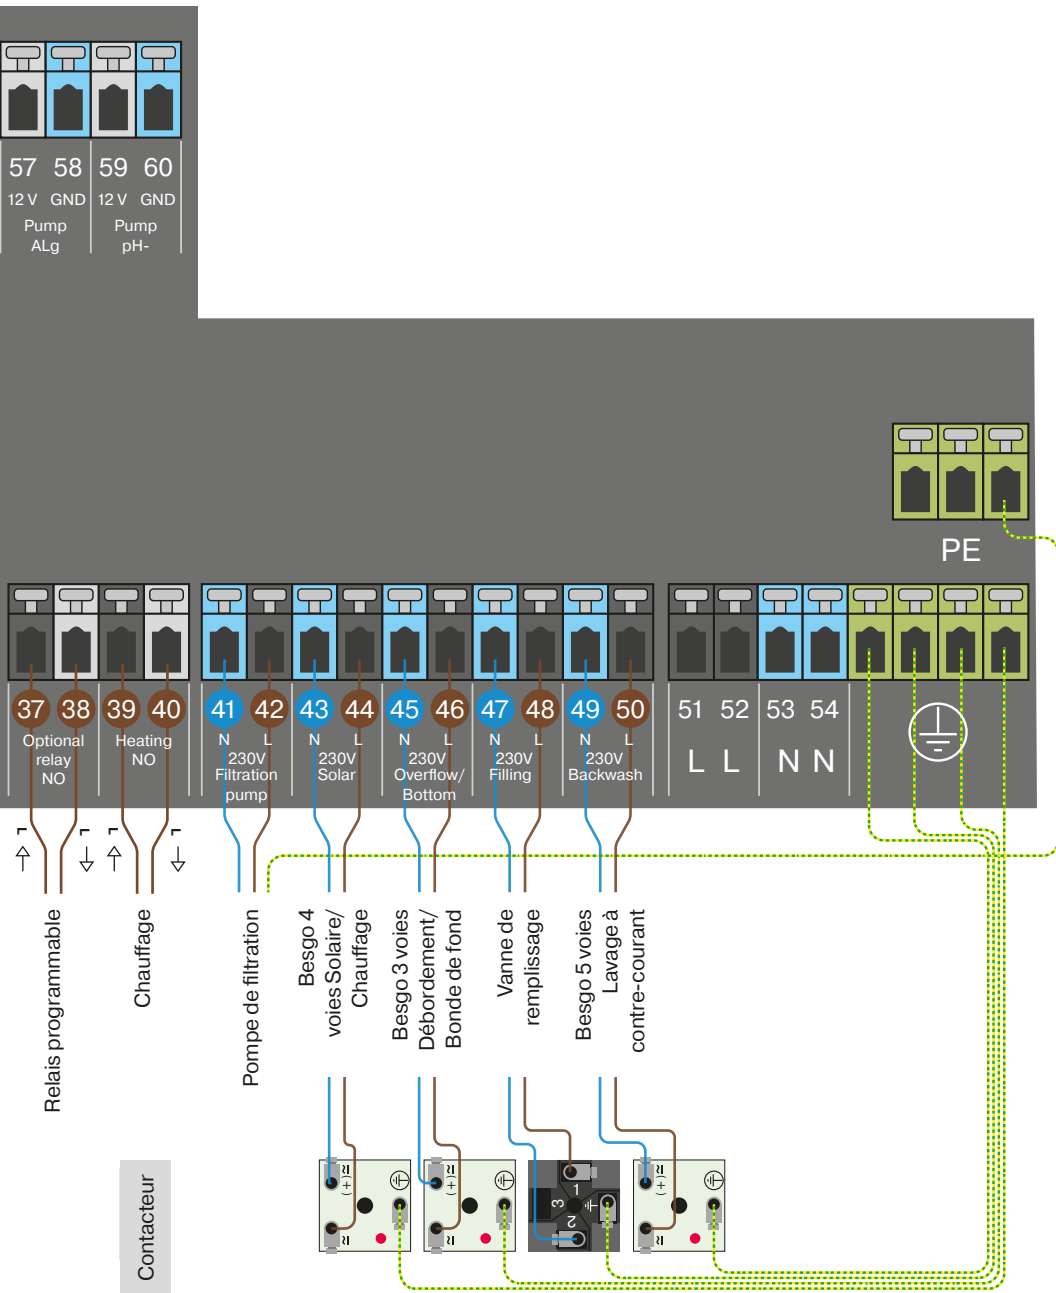 57 58 59 60
12 V GND 12 V GND
Pump Pump
ALg pH-
PE
37 38 39 40 41 42 43 44 45 46 47 48 49 50 51 52 53 54
Optional
relay
NO
Heating
NO
N L
230V
Filtration
pump
N L
230V
Solar
N L
230V
Overflow/
Bottom
N L
230V
Filling
N L
230V
Backwash
L L N N
L L L L
Relais programmable
Chauffage
Pompe de filtration
Besgo 4
voies Solaire/
Chauffage
Besgo 3 voies
Débordement/
Bonde de fond
Vanne de
remplissage
Besgo 5 voies
Lavage à
contre-courant
≈(+)
≈
≈(+)
≈
1
2
3
≈(+)
≈
Contacteur